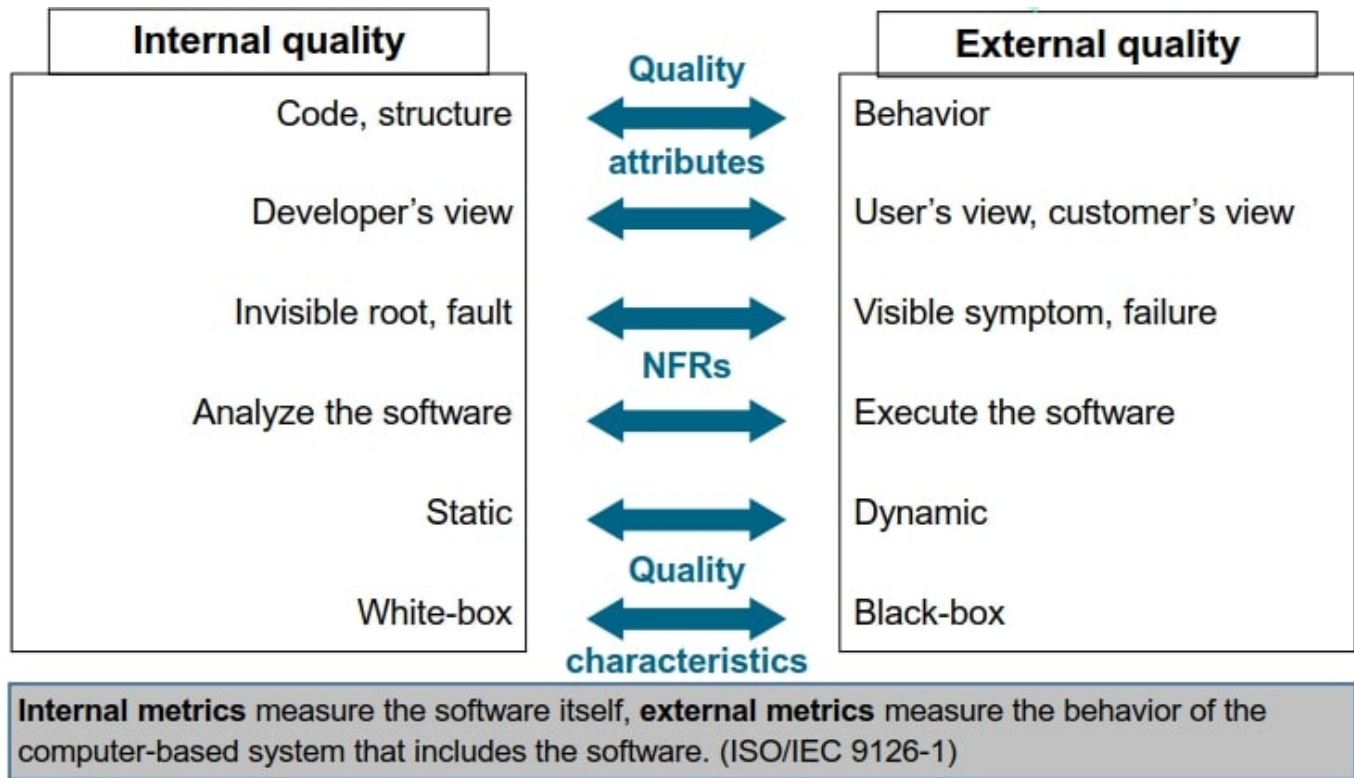 Internal quality
External quality
Quality
Code, structure
Behavior
attributes
Developer’s view
User’s view, customer’s view
Invisible root, fault
Visible symptom, failure
NFRs
Analyze the software
Execute the software
Static
Dynamic
Quality
White-box
Black-box
characteristics
Internal metrics measure the software itself, external metrics measure the behavior of the
computer-based system that includes the software. (ISO/IEC 9126-1)